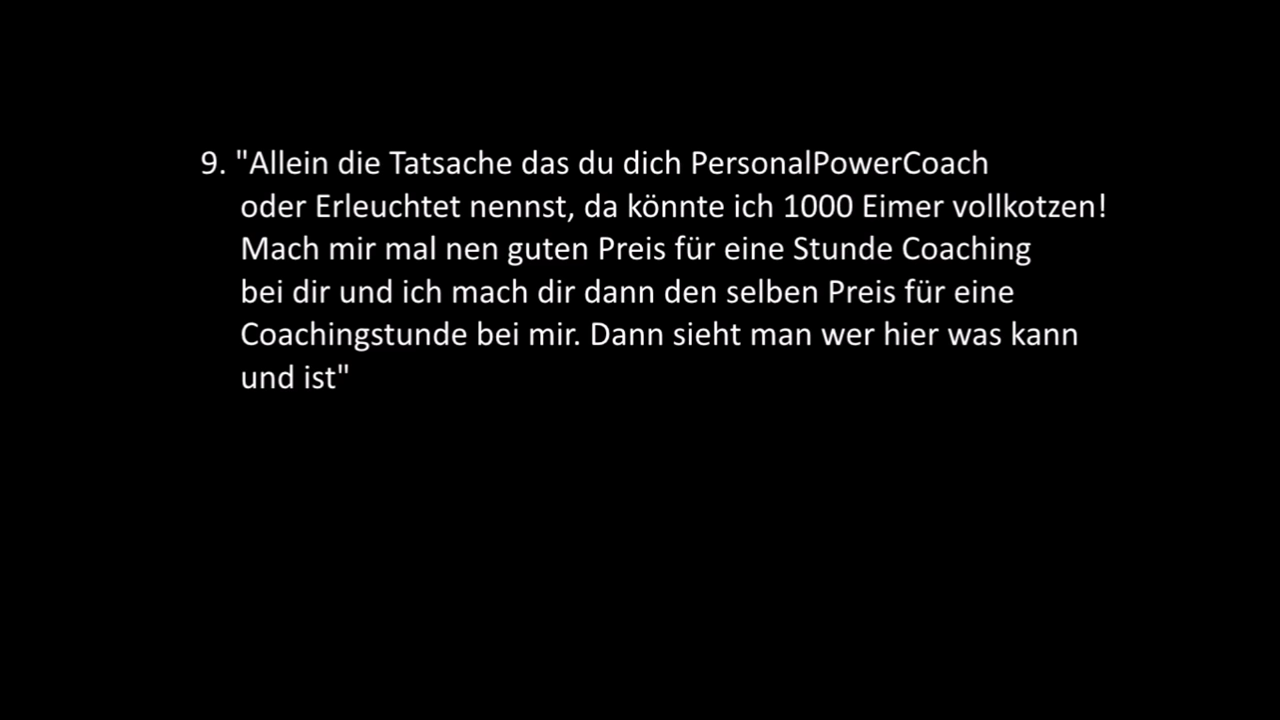 9. "Allein die Tatsache das du dich PersonalPowerCoach
oder Erleuchtet nennst, da könnte ich 1000 Eimer vollkotzen!
Mach mir mal nen guten Preis für eine Stunde Coaching
bei dir und ich mach dir dann den selben Preis für eine
Coachingstunde bei mir. Dann sieht man wer hier was kann
und ist"